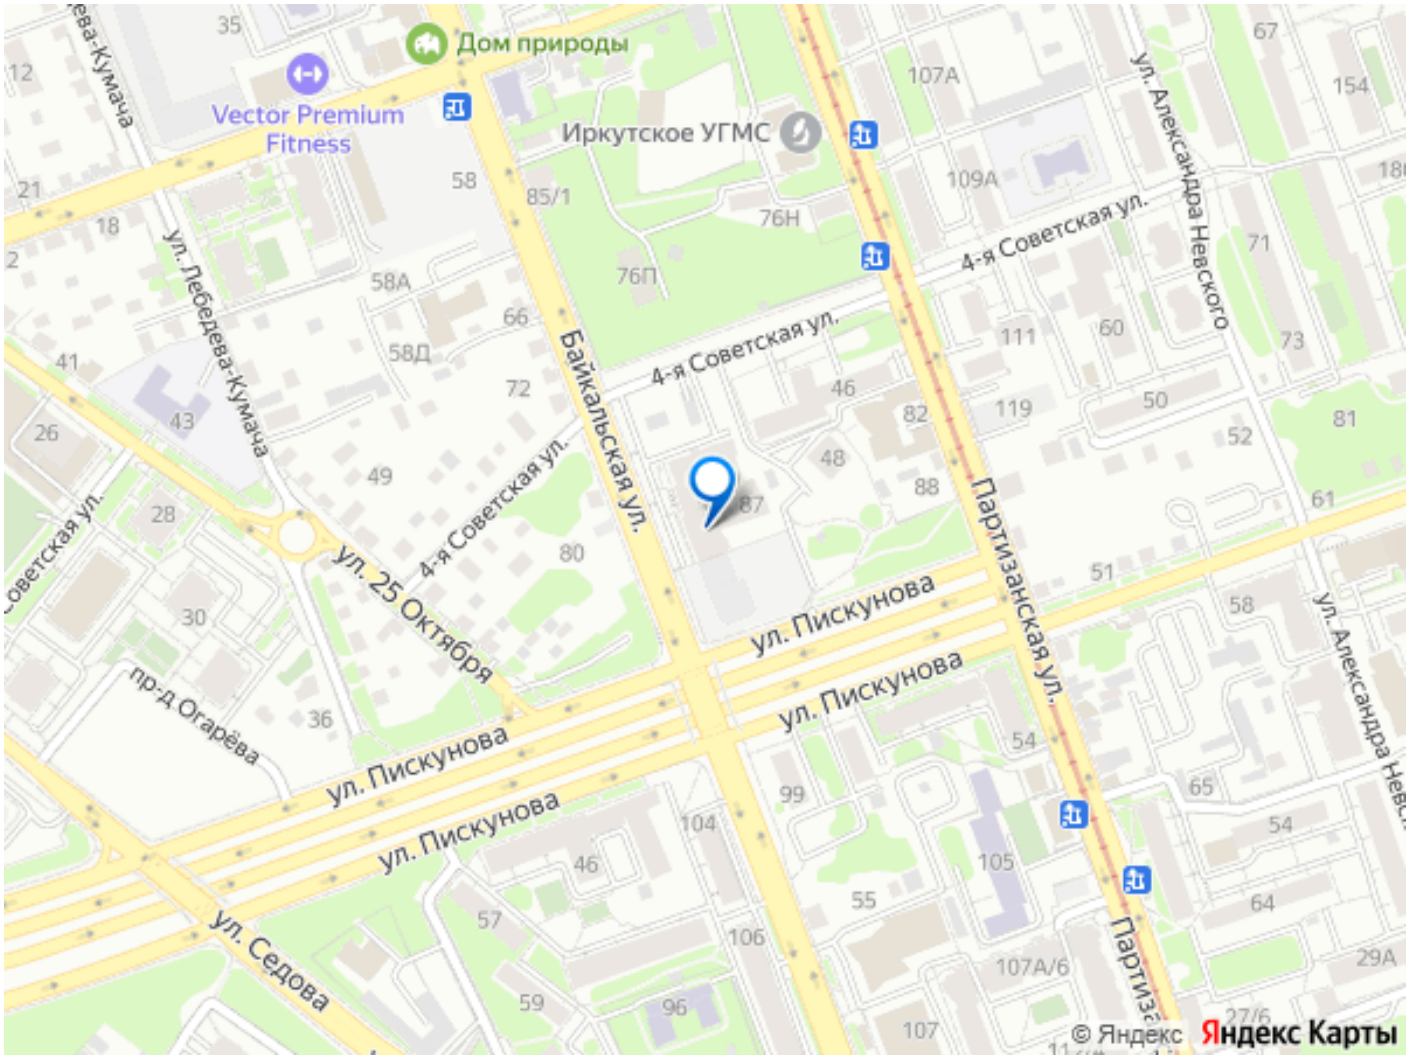 ева-Кумача
35
Дом природы
67
12
Vector Premium
Fitness
107А
154
Иркутское УГМС
ул. Александра Невского
109А
58
21
85/1
18
76Н
4-я Советская ул.
71
ул. Лебедева-Кумача
2
76П
58А
66
Байкальская ул.
4-я Советская ул.
111
60
73
41
58Д
72
46
82
119
50
81
43
26
52
49
4-я Советская ул.
48
88
87
Партизанская ул.
61
Советская ул.
28
80
51
ул. 25 Октября
30
ул. Пискунова
58
ул. Александра Невск
пр-д Огарёва
36
ул. Пискунова
54
ул. Пискунова
99
65
ул. Пискунова
104
54
46
105
55
64
57
ул. Седова
106
Партиза
107А/6
29А
59
96
107
27/6
© Яндекс
Яндекс Карты